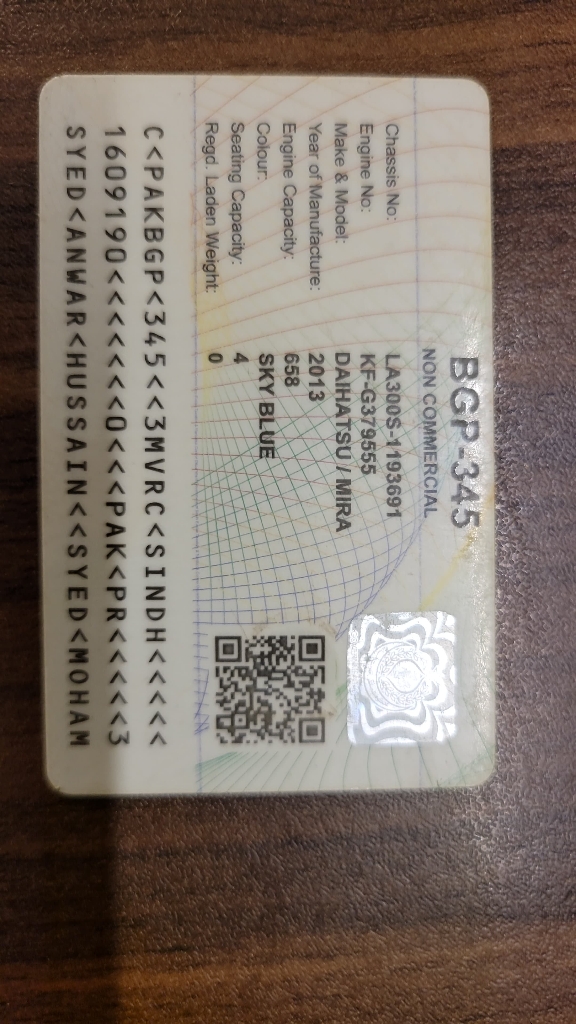 BGP-345
NON COMMERCIAL
Chassis No: LA300S-1193691
Engine No: KF-G379555
Make & Model: DAIHATSU / MIRA
Year of Manufacture: 2013
Engine Capacity: 658
Colour: SKY BLUE
Seating Capacity: 4
Regd. Laden Weight: 0
C<PAKBGP<345<<3MVRC<SINDH<<<<<
1609190<<<<<<<0<<<PAK<PR<<<<<<3
SYED<ANWAR<HUSSAIN<<SYED<MOHAM